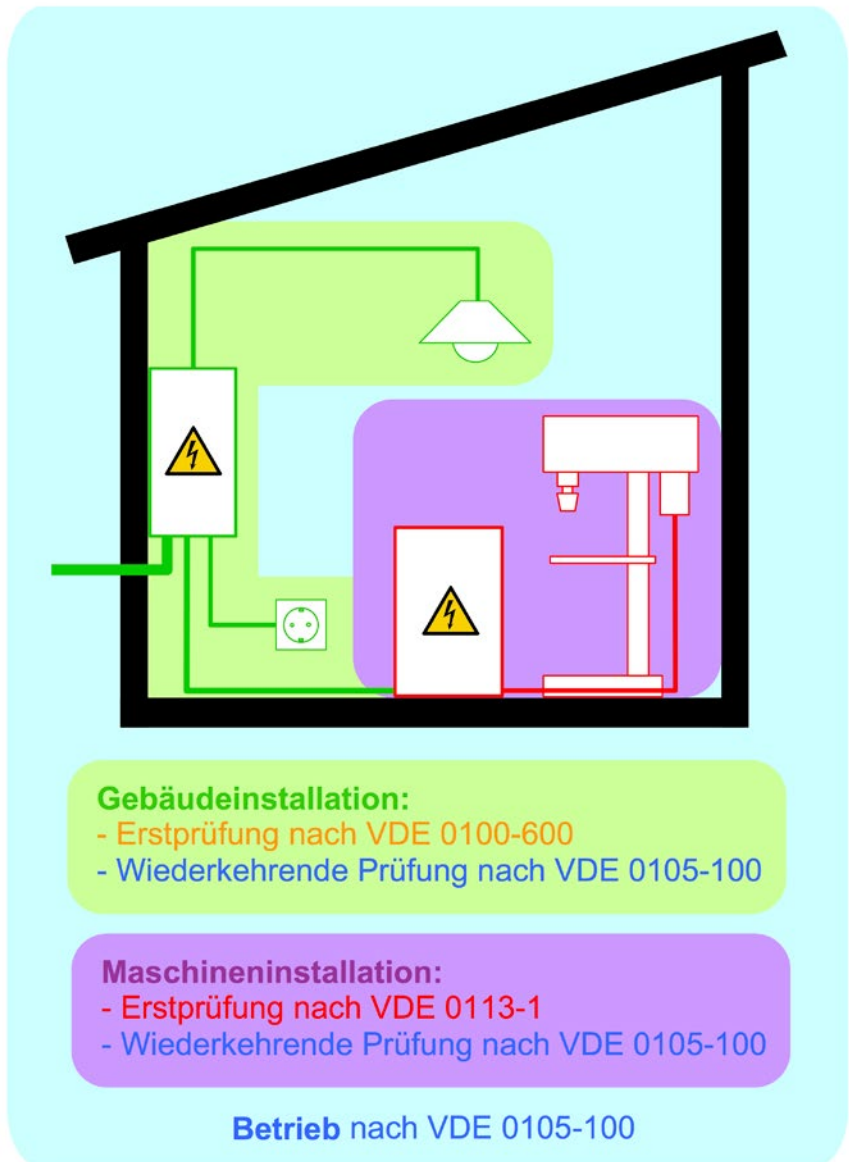 Gebäudeinstallation:
- Erstprüfung nach VDE 0100-600
- Wiederkehrende Prüfung nach VDE 0105-100
Maschineninstallation:
- Erstprüfung nach VDE 0113-1
- Wiederkehrende Prüfung nach VDE 0105-100
Betrieb nach VDE 0105-100